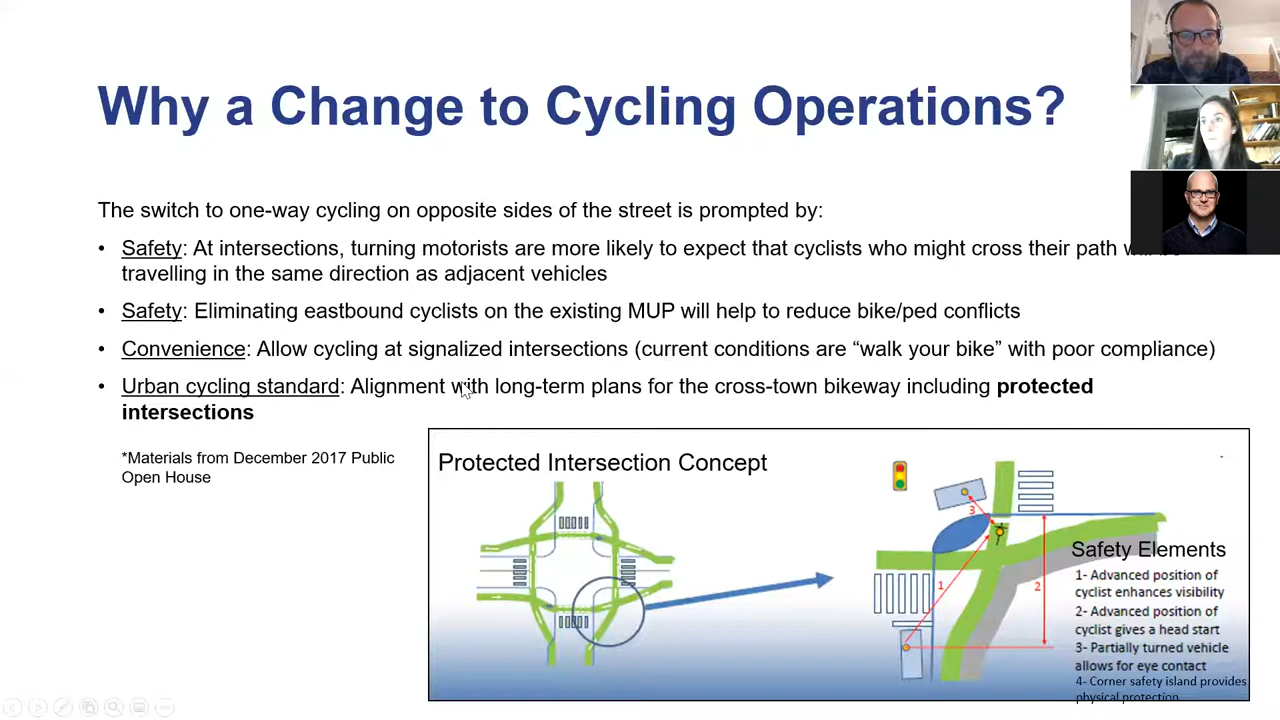 Why a Change to Cycling Operations?
The switch to one-way cycling on opposite sides of the street is prompted by:
• Safety: At intersections, turning motorists are more likely to expect that cyclists who might cross their path will be
travelling in the same direction as adjacent vehicles
• Safety: Eliminating eastbound cyclists on the existing MUP will help to reduce bike/ped conflicts
• Convenience: Allow cycling at signalized intersections (current conditions are “walk your bike” with poor compliance)
• Urban cycling standard: Alignment with long-term plans for the cross-town bikeway including protected
intersections
*Materials from December 2017 Public
Open House
Protected Intersection Concept
3
1
2
Safety Elements
1- Advanced position of
cyclist enhances visibility
2- Advanced position of
cyclist gives a head start
3- Partially turned vehicle
allows for eye contact
4- Corner safety island provides
physical protection